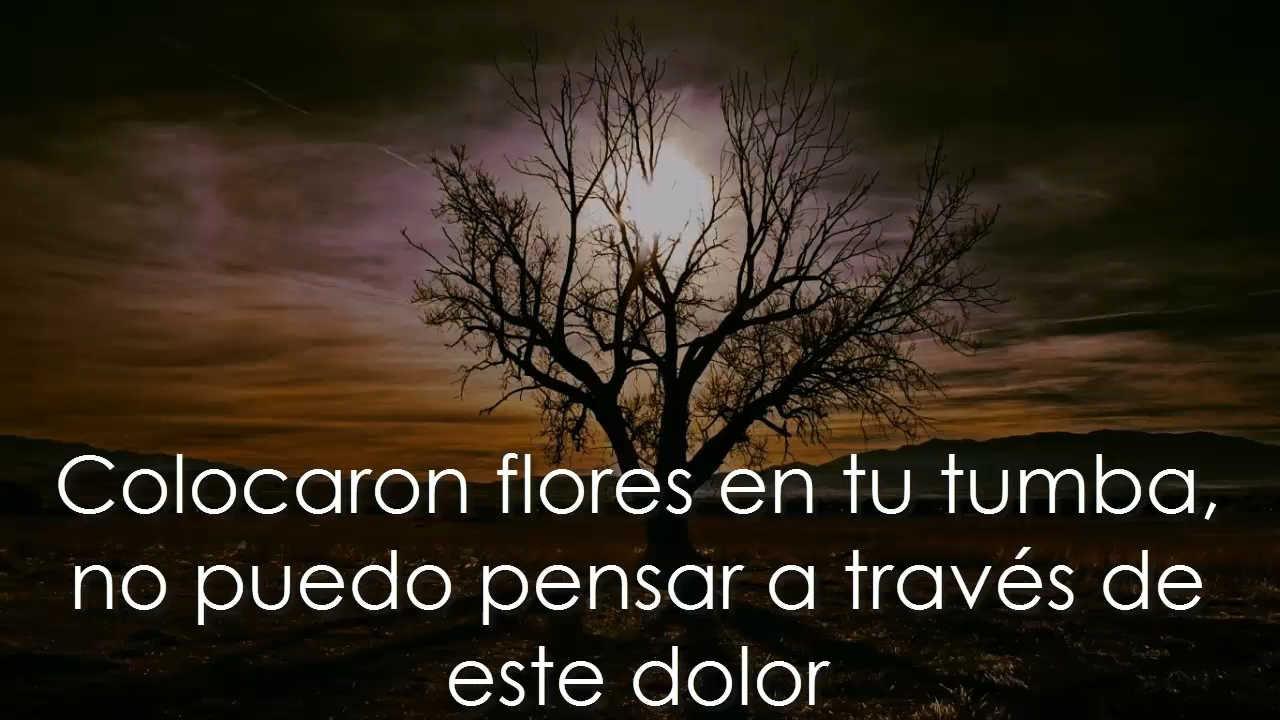 Colocaron flores en tu tumba,
no puedo pensar a través de
este dolor